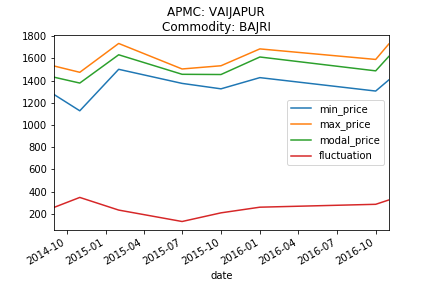 APMC: VAIJAPUR
Commodity: BAJRI
1800
1600
1400
1200
1000
800
600
400
200
min_price
max_price
modal_price
fluctuation
2014-10
2015-01
2015-04
2015-07
2015-10
2016-01
2016-04
2016-07
2016-10
date